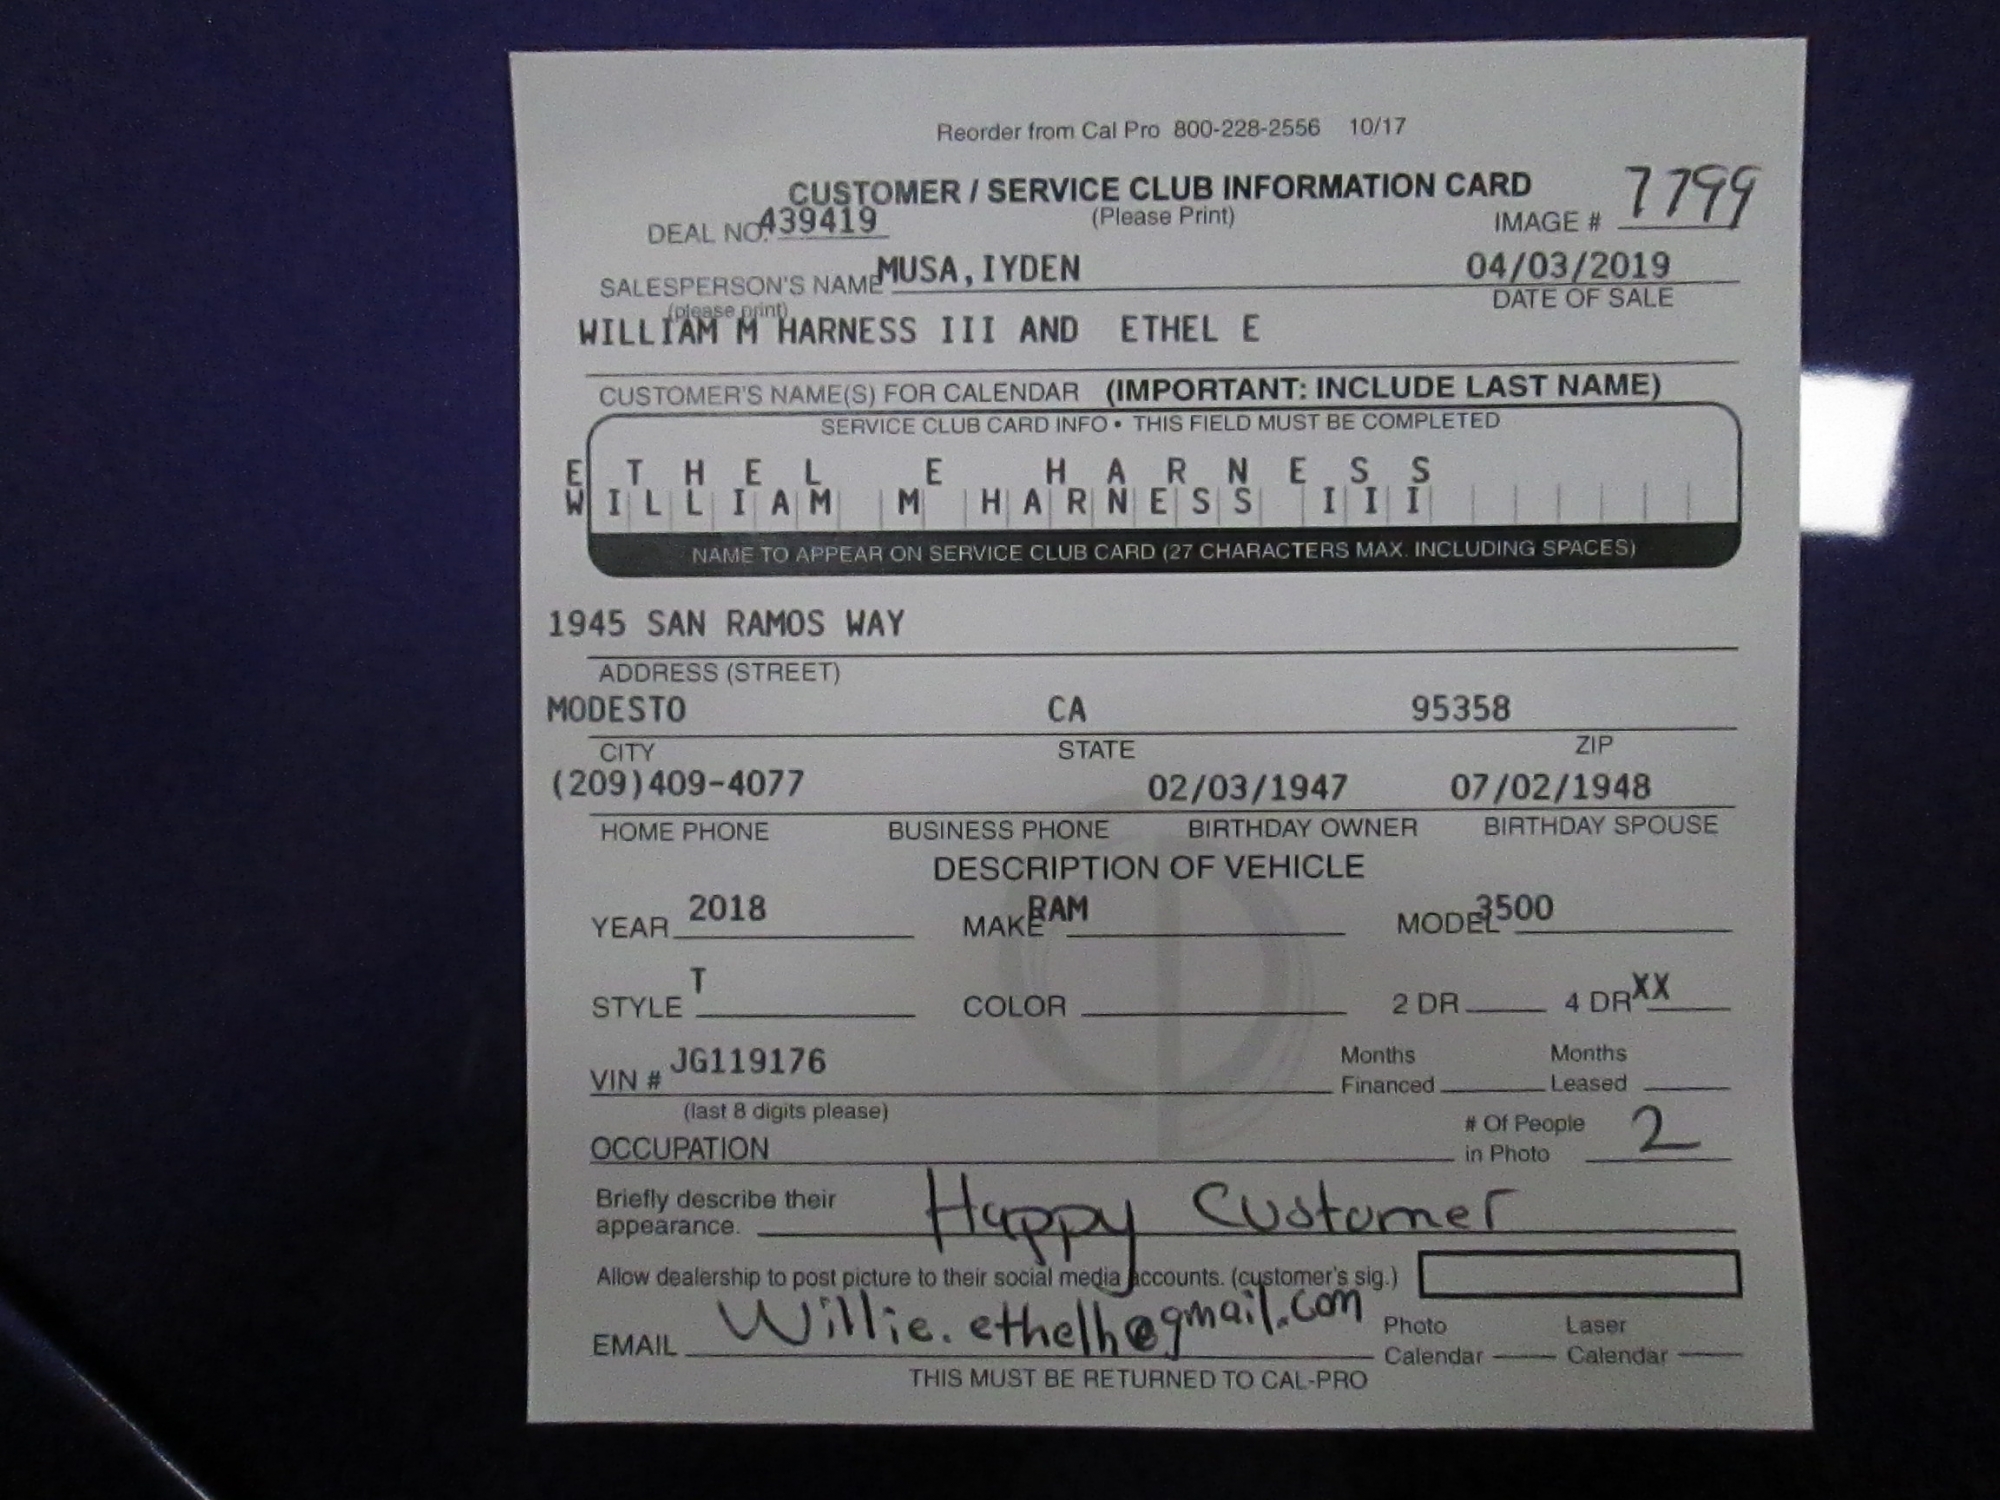 Reorder from Cal Pro 800-228-2556 10/17
CUSTOMER / SERVICE CLUB INFORMATION CARD
(Please Print)
DEAL NO. 439419 IMAGE # 7799
SALESPERSON'S NAME MUSA,IYDEN 04/03/2019
(please print) DATE OF SALE
WILLIAM M HARNESS III AND ETHEL E
CUSTOMER'S NAME(S) FOR CALENDAR (IMPORTANT: INCLUDE LAST NAME)
SERVICE CLUB CARD INFO • THIS FIELD MUST BE COMPLETED
ETHEL E HARNESS
WILLIAM M HARNESS III
NAME TO APPEAR ON SERVICE CLUB CARD (27 CHARACTERS MAX. INCLUDING SPACES)
1945 SAN RAMOS WAY
ADDRESS (STREET)
MODESTO CA 95358
CITY STATE ZIP
(209)409-4077 02/03/1947 07/02/1948
HOME PHONE BUSINESS PHONE BIRTHDAY OWNER BIRTHDAY SPOUSE
DESCRIPTION OF VEHICLE
YEAR 2018 MAKE RAM MODEL 3500
STYLE T COLOR 2 DR 4 DR XX
VIN # JG119176 Months Financed Months Leased
(last 8 digits please)
OCCUPATION # Of People in Photo 2
Briefly describe their appearance. Happy Customer
Allow dealership to post picture to their social media accounts. (customer's sig.)
EMAIL Willie.ethelh@gmail.com Photo Calendar Laser Calendar
THIS MUST BE RETURNED TO CAL-PRO